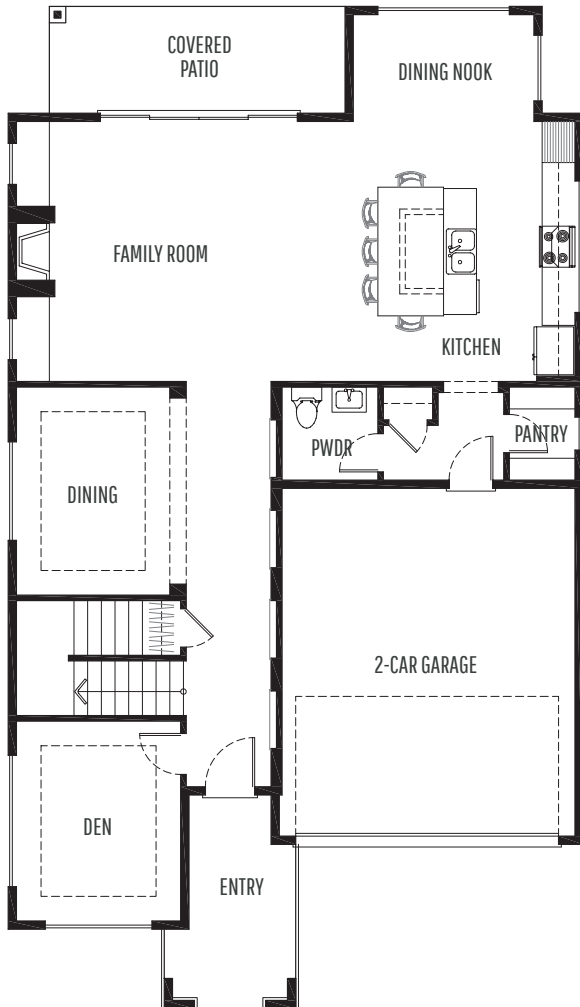 COVERED
PATIO
DINING NOOK
FAMILY ROOM
KITCHEN
PWDR
PANTRY
DINING
2-CAR GARAGE
DEN
ENTRY